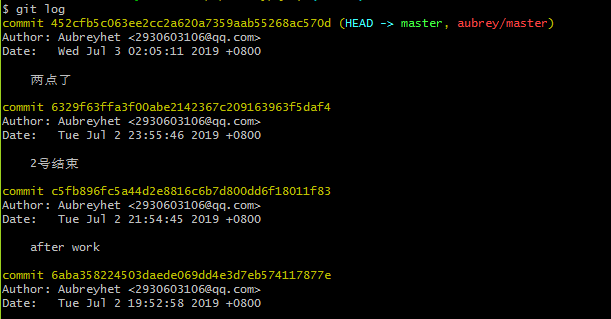 $ git log
commit 452cfb5c063ee2cc2a620a7359aab55268ac570d (HEAD -> master, aubrey/master)
Author: Aubreyhet <2930603106@qq.com>
Date:   Wed Jul 3 02:05:11 2019 +0800
两点了
commit 6329f63ffa3f00abe2142367c209163963f5daf4
Author: Aubreyhet <2930603106@qq.com>
Date:   Tue Jul 2 23:55:46 2019 +0800
2号结束
commit c5fb896fc5a44d2e8816c6b7d800dd6f18011f83
Author: Aubreyhet <2930603106@qq.com>
Date:   Tue Jul 2 21:54:45 2019 +0800
after work
commit 6aba358224503daede069dd4e3d7eb574117877e
Author: Aubreyhet <2930603106@qq.com>
Date:   Tue Jul 2 19:52:58 2019 +0800